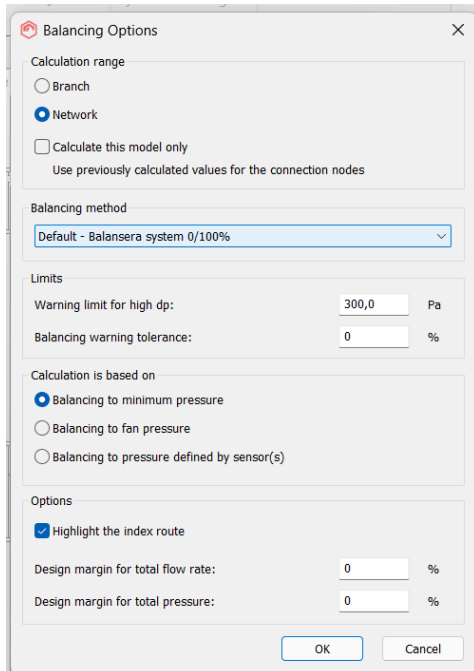 Balancing Options
Calculation range
Branch
Network
Calculate this model only
Use previously calculated values for the connection nodes
Balancing method
Default - Balansera system 0/100%
Limits
Warning limit for high dp: 300,0 Pa
Balancing warning tolerance: 0 %
Calculation is based on
Balancing to minimum pressure
Balancing to fan pressure
Balancing to pressure defined by sensor(s)
Options
Highlight the index route
Design margin for total flow rate: 0 %
Design margin for total pressure: 0 %
OK Cancel